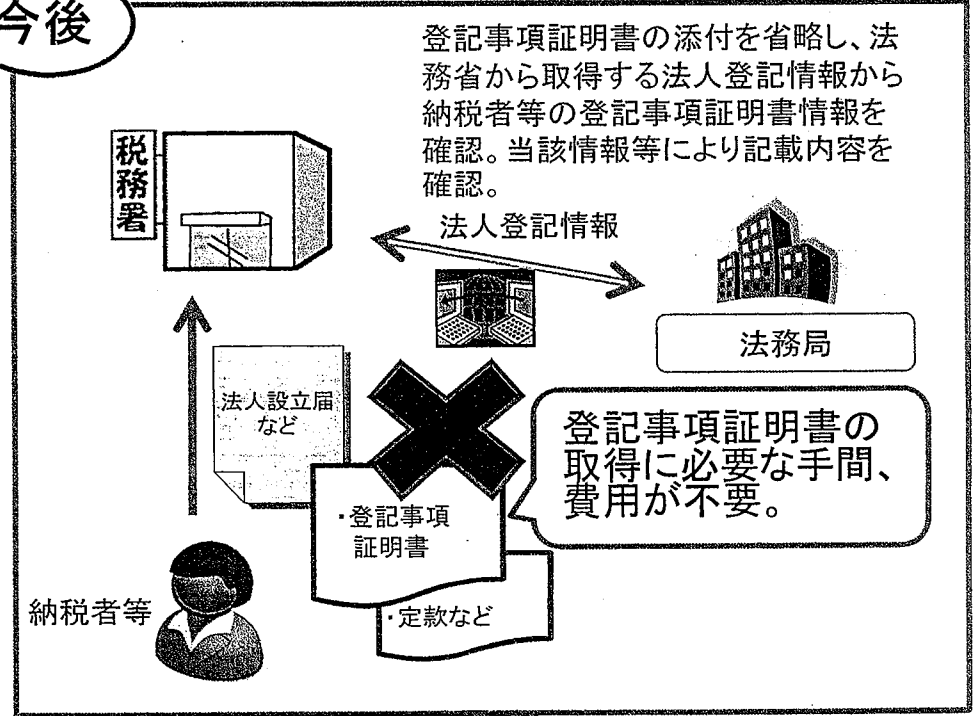 今後
登記事項証明書の添付を省略し、法
務省から取得する法人登記情報から
納税者等の登記事項証明書情報を
確認。当該情報等により記載内容を
確認。
税務署
法人登記情報
法務局
法人設立届
など
登記事項証明書の
取得に必要な手間、
費用が不要。
・登記事項
証明書
・定款など
納税者等